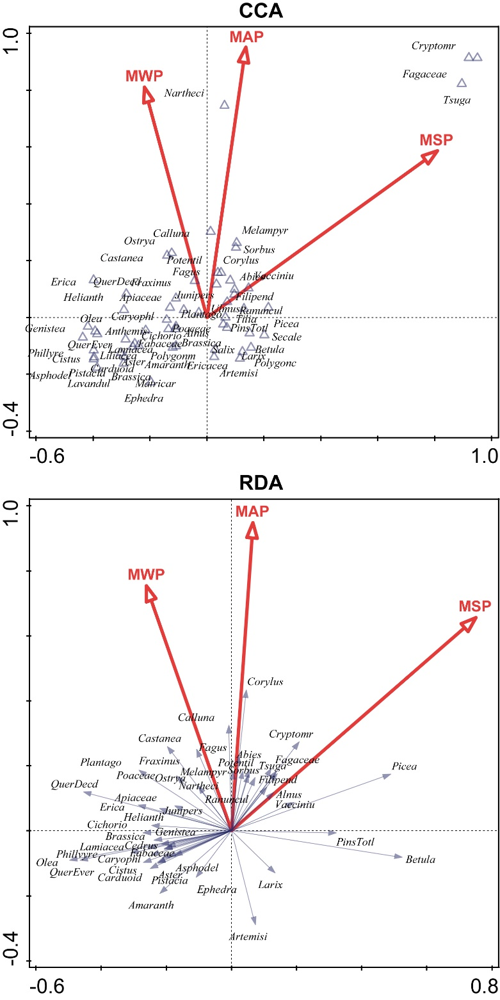 CCA
1.0
MAP
Cryptomr
MWP
Fagaceae
Nartheci
Tsuga
MSP
Melampyr
Calluna
Ostrya
Sorbus
Castanea
Potentil
Corylus
Fagus
Abies
Vacciniu
Erica
QuerDecd
Fraxinus
Helianth
Apiaceae
Junipers
Filipend
Ulmus
Ranuncul
Plantago
Olea
Caryophl
Tilia
Genistea
Anthemis
Poaceae
PinsTotl
Picea
Cichorio
Alnus
Secale
QuerEver
Fabaceae
Brassica
Phillyre
Lamiacea
Salix
Betula
Cistus
Liliacea
Polygonm
Larix
Aster
Amaranth
Ericacea
Polygonc
Asphodel
Pistacia
Carduoid
Artemisi
Lavandul
Brassica
Matricar
Ephedra
-0.4
-0.6
1.0
RDA
1.0
MAP
MWP
MSP
Corylus
Calluna
Castanea
Fagus
Cryptomr
Plantago
Fraxinus
Abies
Potentil
Tsuga
Fagaceae
Picea
QuerDecd
Poaceae
Ostrya
Melampyr
Sorbus
Filipend
Nartheci
Apiaceae
Ranuncul
Alnus
Erica
Junipers
Vacciniu
Helianth
Cichorio
Brassica
Genistea
PinsTotl
Lamiacea
Cedrus
Olea
Phillyyre
Caryophl
Fabaceae
Betula
QuerEver
Cistus
Asphodel
Carduoid
Aster
Pistacia
Ephedra
Larix
Amaranth
Artemisi
-0.4
-0.6
0.8